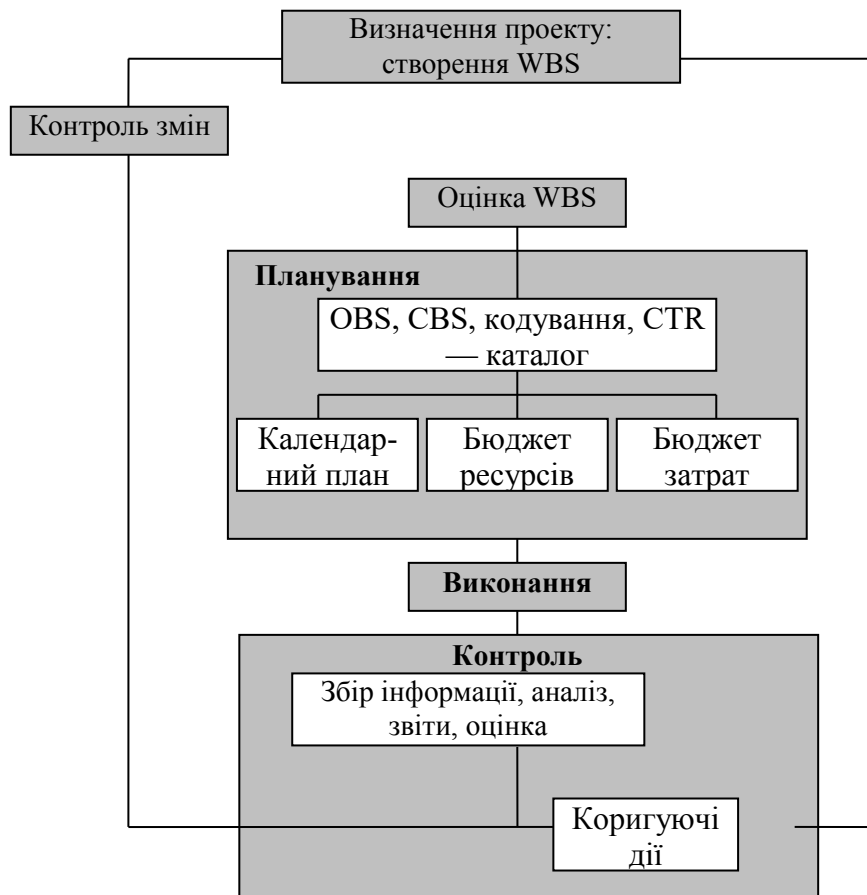 Визначення проекту:
створення WBS
Контроль змін
Оцінка WBS
Планування
OBS, CBS, кодування, CTR
— каталог
Календар-
ний план
Бюджет
ресурсів
Бюджет
затрат
Виконання
Контроль
Збір інформації, аналіз,
звіти, оцінка
Коригуючі
дії